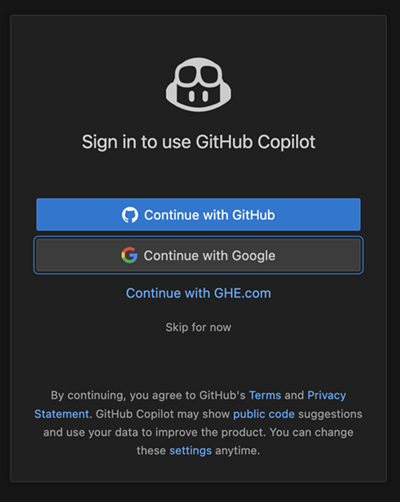 Sign in to use GitHub Copilot
Continue with GitHub
Continue with Google
Continue with GHE.com
Skip for now
By continuing, you agree to GitHub's Terms and Privacy
Statement. GitHub Copilot may show public code suggestions
and use your data to improve the product. You can change
these settings anytime.